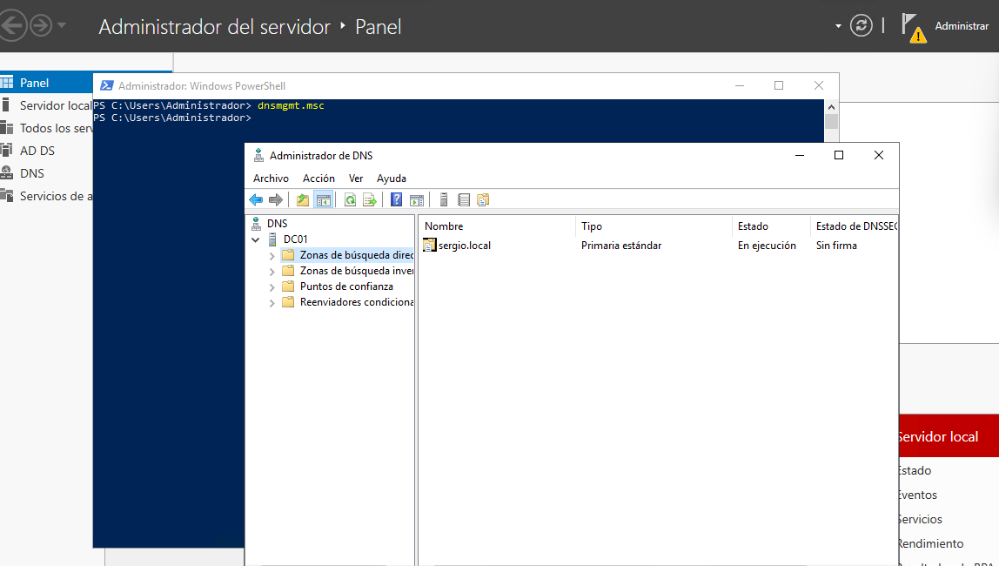 Administrador del servidor ‣ Panel
Administrar
Panel
Servidor local
Todos los serv
AD DS
DNS
Servicios de a
Administrador: Windows PowerShell
PS C:\Users\Administrador> dnsmgmt.msc
PS C:\Users\Administrador>
Administrador de DNS
Archivo Acción Ver Ayuda
DNS
DC01
Zonas de búsqueda direc
Zonas de búsqueda inver
Puntos de confianza
Reenviadores condiciona
Nombre Tipo Estado Estado de DNSSEC
sergio.local Primaria estándar En ejecución Sin firma
Servidor local
Estado
Eventos
Servicios
Rendimiento